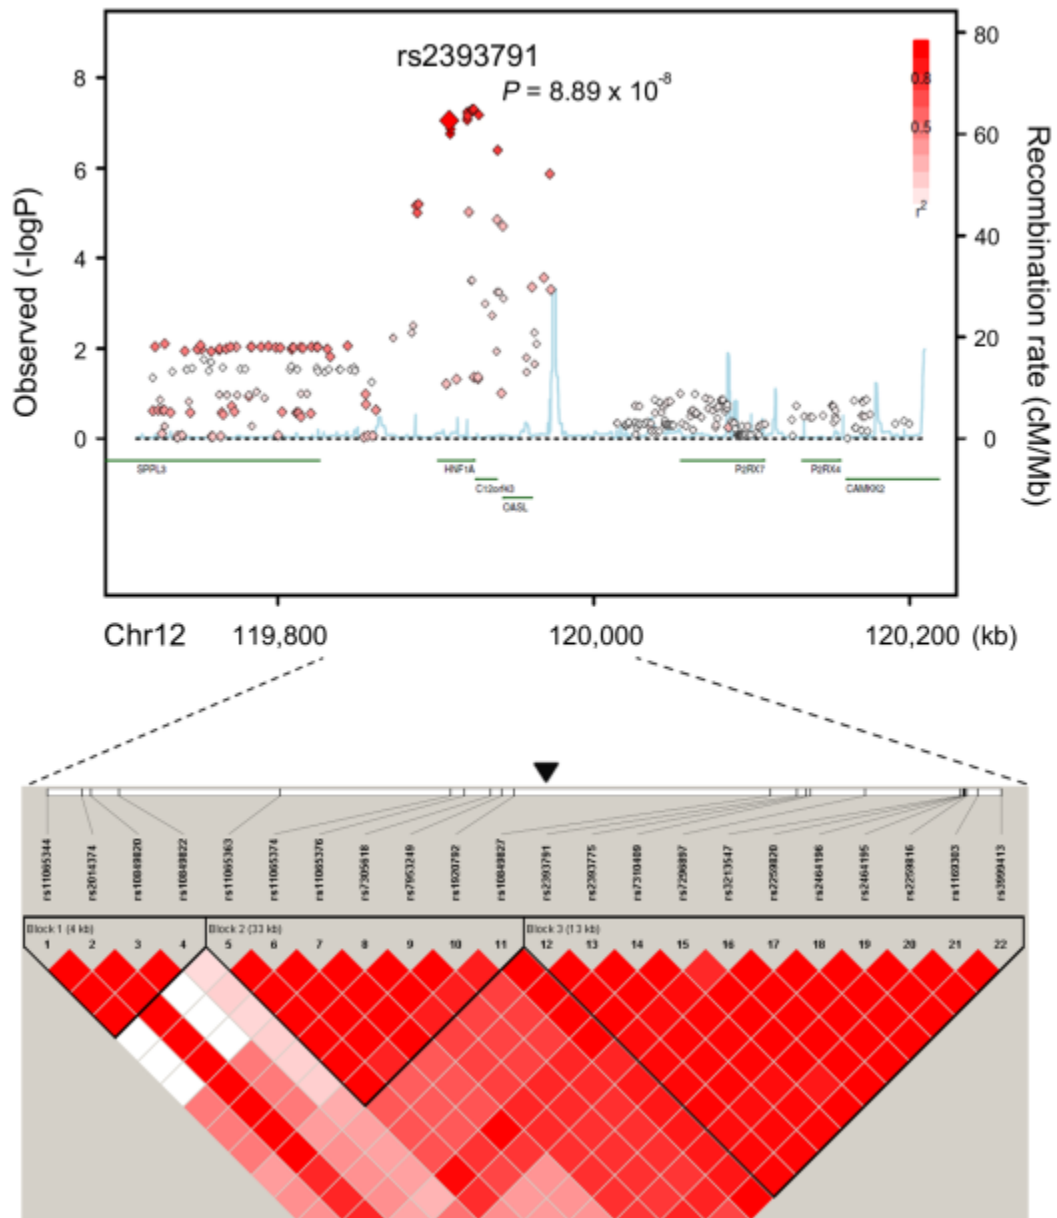 rs2393791
P = 8.89 x 10-8
8
6
4
2
0
Observed (-logP)
80
60
40
20
0
Recombination rate (cM/Mb)
0.8
0.5
r2
SPPL3
HNF1A
P2RX7
P2RX4
C12orf43
CAMKK2
OASL
Chr12 119,800 120,000 120,200 (kb)
rs11065344
rs2014374
rs10849820
rs10849822
rs11065363
rs11065374
rs11065376
rs7305618
rs7953249
rs1920792
rs10849827
rs2393791
rs2393775
rs7310409
rs7296897
rs3213547
rs2259820
rs2464196
rs2464195
rs2259816
rs1169303
rs3999413
Block 1 (4 kb) Block 2 (33 kb) Block 3 (13 kb)
1 2 3 4 5 6 7 8 9 10 11 12 13 14 15 16 17 18 19 20 21 22